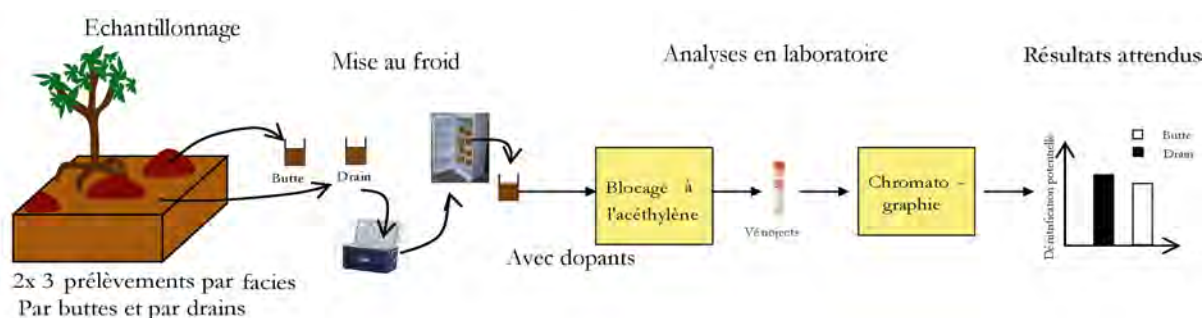 Echantillonnage
Mise au froid
Analyses en laboratoire
Résultats attendus
Butte
Drain
Butte
Drain
Blocage à
l'acéthylène
Vénojects
Chromato -
graphie
Dénitrification potentielle
Avec dopants
2x 3 prélèvements par facies
Par buttes et par drains